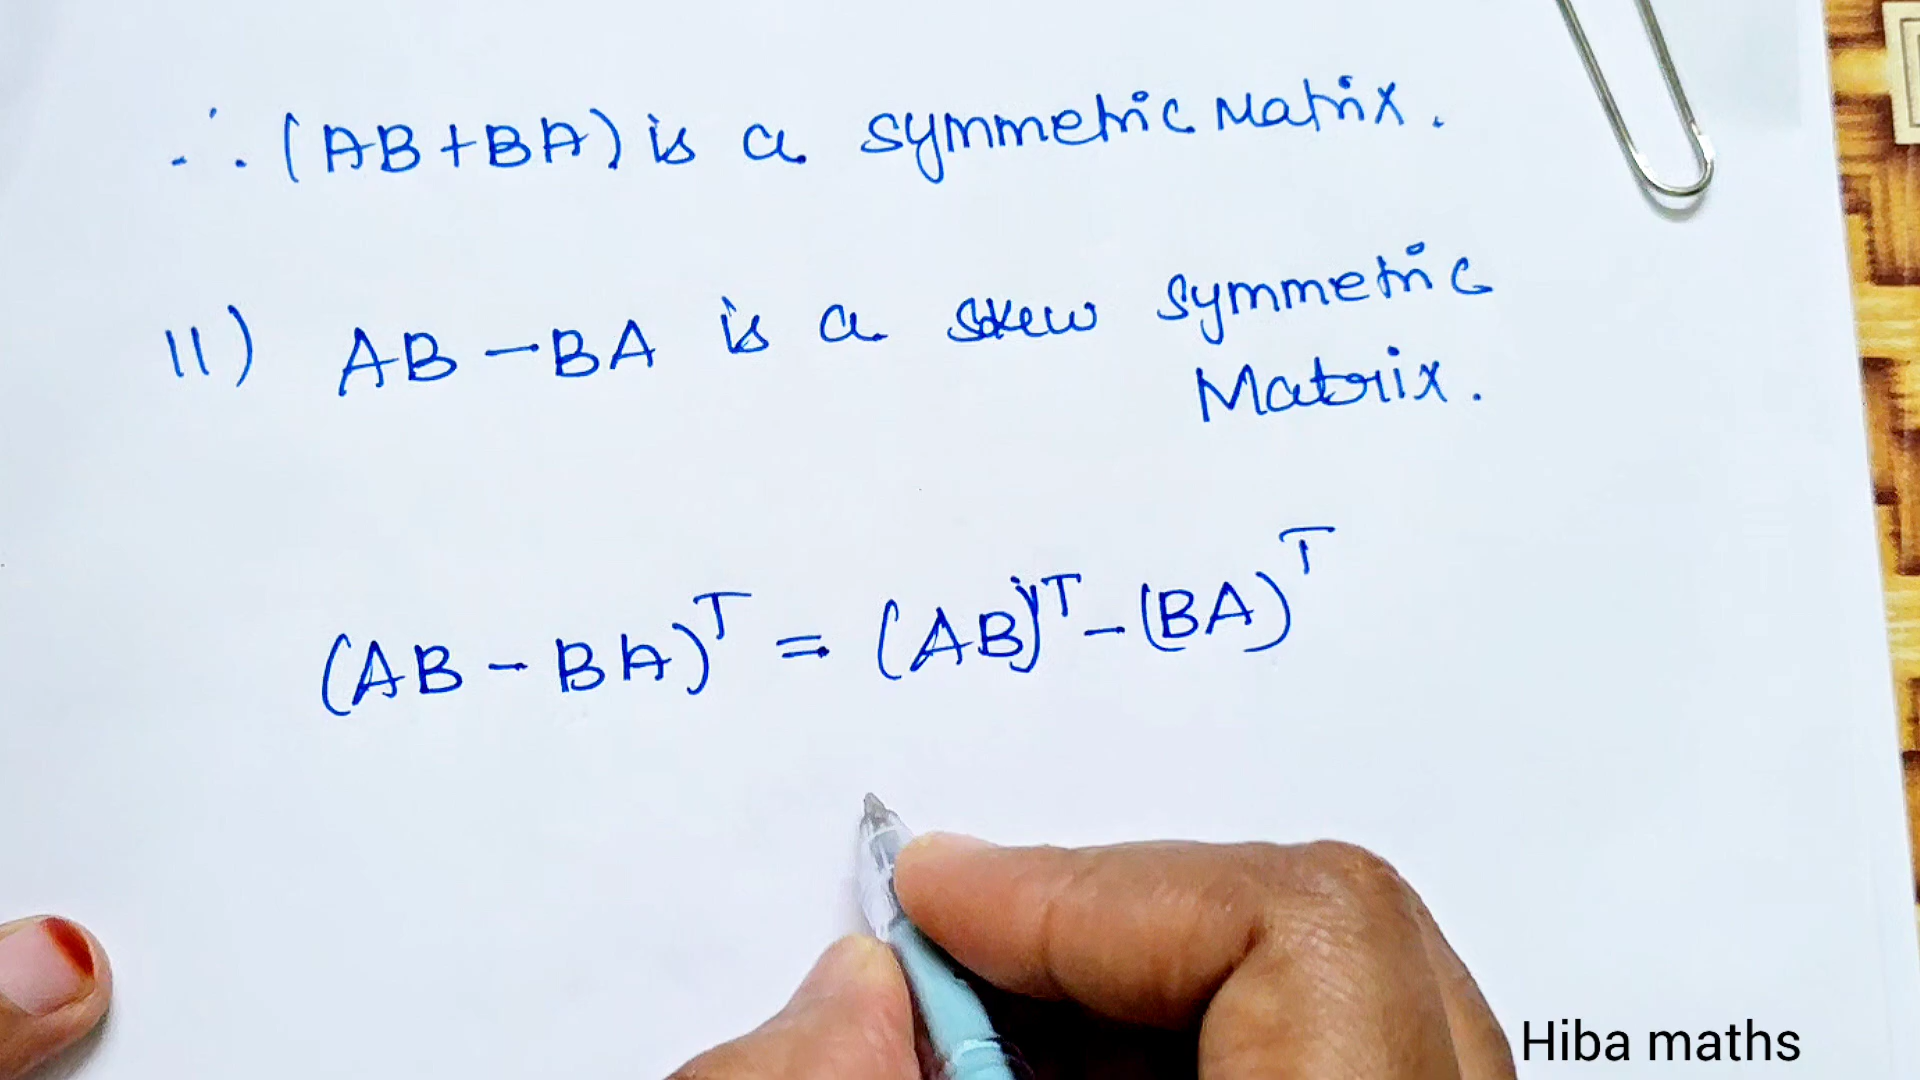 ∴ (AB+BA) is a symmetric Matrix.
II) AB - BA is a skew symmetric
Matrix.
(AB - BA)ᵀ = (AB)ᵀ - (BA)ᵀ
Hiba maths